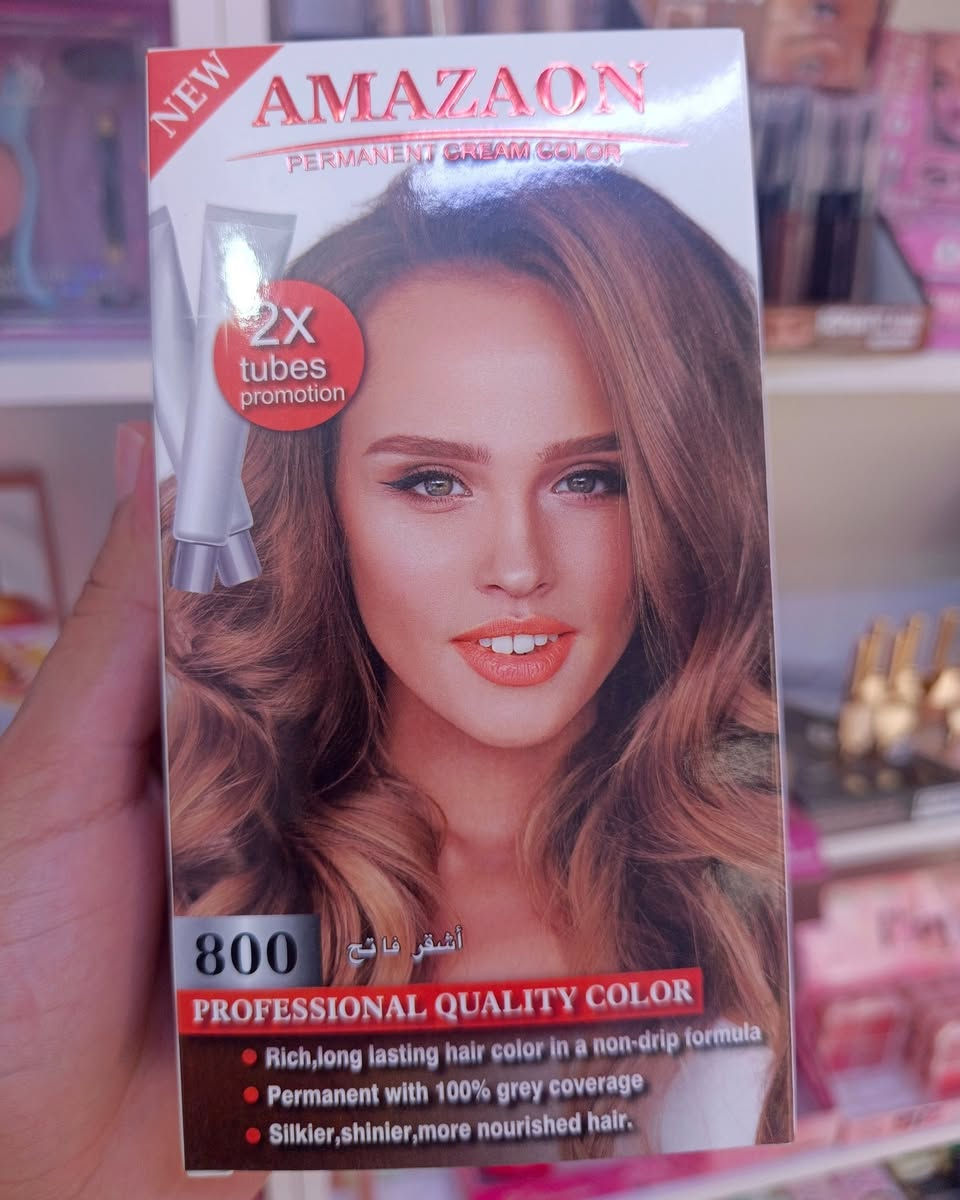 NEW
AMAZAON
PERMANENT CREAM COLOR
2X
tubes
promotion
800
أشقر فاتح
PROFESSIONAL QUALITY COLOR
Rich,long lasting hair color in a non-drip formula
Permanent with 100% grey coverage
Silkier,shinier,more nourished hair.